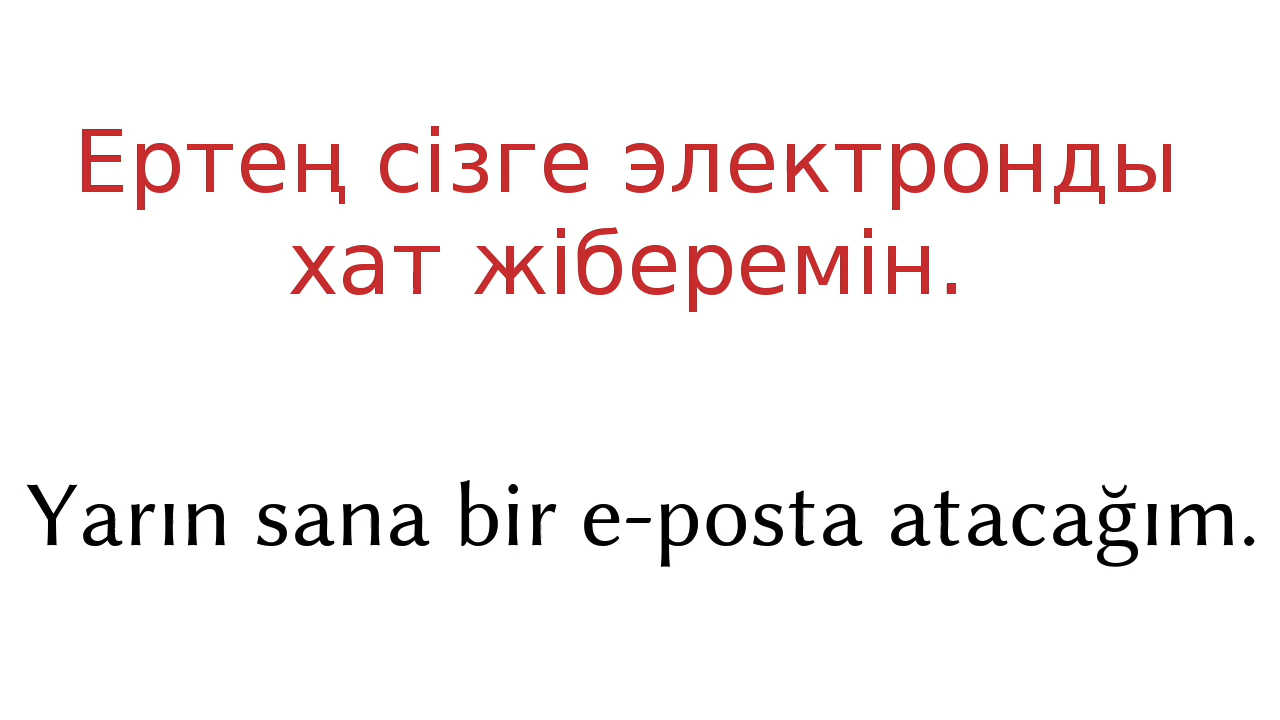 Ертең сізге электронды
хат жіберемін.
Yarın sana bir e-posta atacağım.